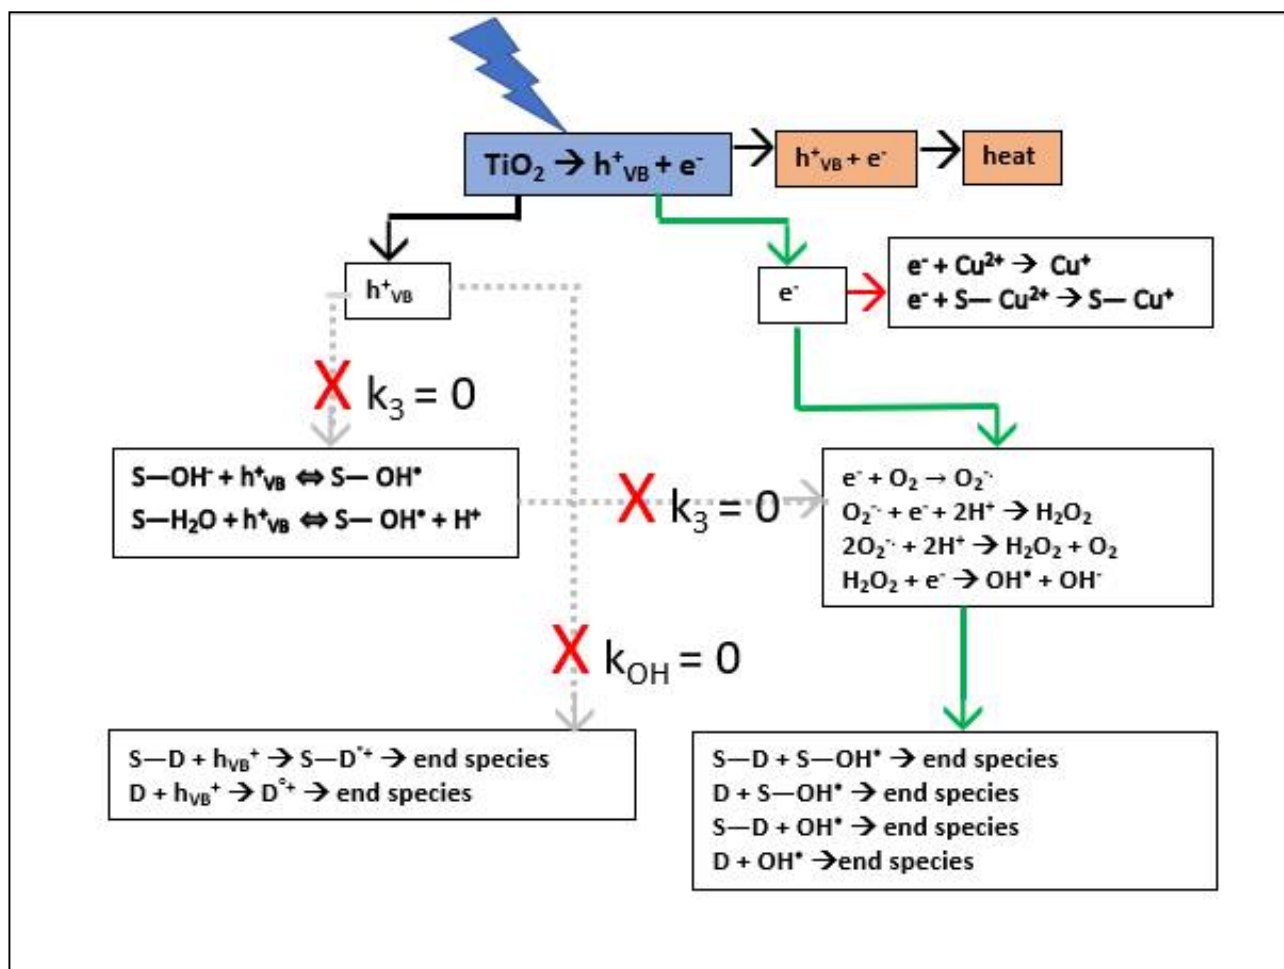 TiO₂ → h⁺VB + e⁻
h⁺VB + e⁻
heat
h⁺VB
e⁻
e⁻ + Cu²⁺ → Cu⁺
e⁻ + S— Cu²⁺ → S— Cu⁺
X k₃ = 0
S—OH⁻ + h⁺VB ⇔ S— OH•
S—H₂O + h⁺VB ⇔ S— OH• + H⁺
X k₃ = 0
e⁻ + O₂ → O₂⁻·
O₂⁻· + e⁻ + 2H⁺ → H₂O₂
2O₂⁻· + 2H⁺ → H₂O₂ + O₂
H₂O₂ + e⁻ → OH• + OH⁻
X kOH = 0
S—D + hVB⁺ → S—D°⁺ → end species
D + hVB⁺ → D°⁺ → end species
S—D + S—OH• → end species
D + S—OH• → end species
S—D + OH• → end species
D + OH• →end species